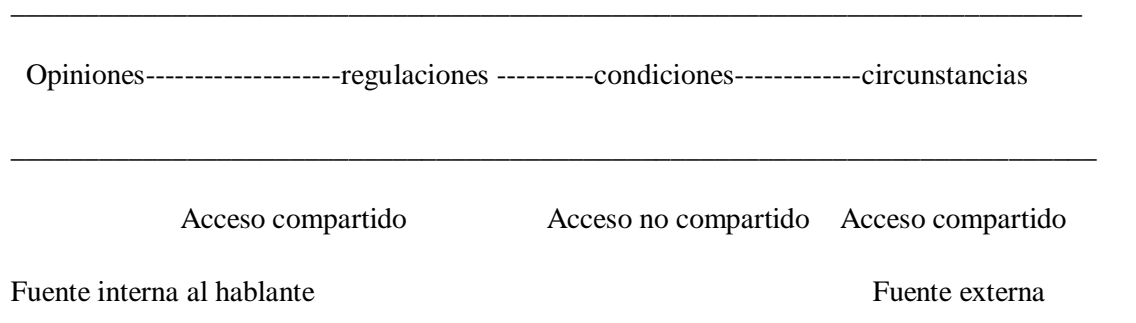 Opiniones--------------------regulaciones ----------condiciones-------------circunstancias
Acceso compartido Acceso no compartido Acceso compartido
Fuente interna al hablante Fuente externa